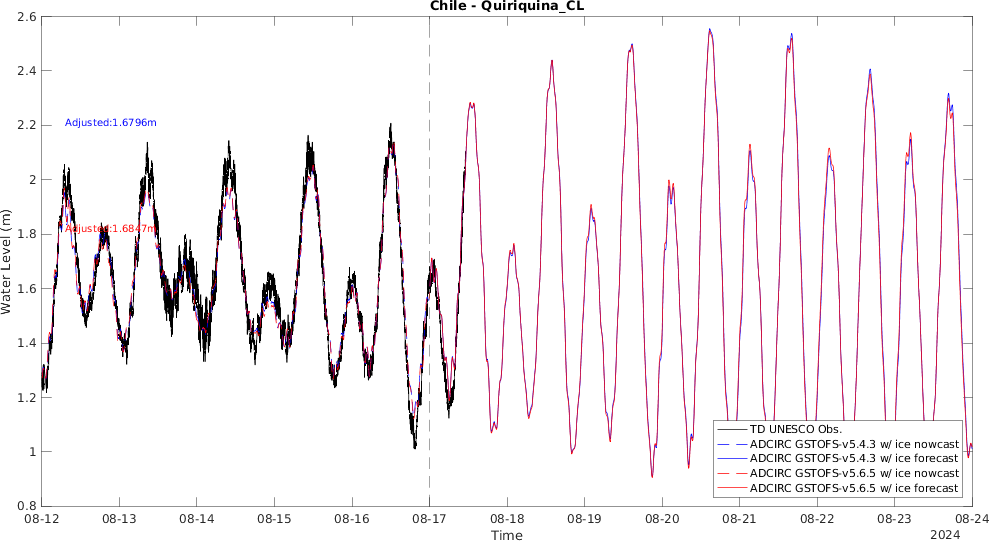 Chile - Quiriquina_CL
2.6
2.4
2.2
2
1.8
1.6
1.4
1.2
1
0.8
Water Level (m)
Adjusted:1.6796m
Adjusted:1.6847m
TD UNESCO Obs.
ADCIRC GSTOFS-v5.4.3 w/ ice nowcast
ADCIRC GSTOFS-v5.4.3 w/ ice forecast
ADCIRC GSTOFS-v5.6.5 w/ ice nowcast
ADCIRC GSTOFS-v5.6.5 w/ ice forecast
08-12 08-13 08-14 08-15 08-16 08-17 08-18 08-19 08-20 08-21 08-22 08-23 08-24
Time
2024